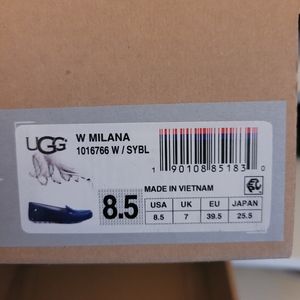 UGG
W MILANA
1016766 W / SYBL
1 90108 85183 0
8.5
MADE IN VIETNAM
USA UK EU JAPAN
8.5 7 39.5 25.5